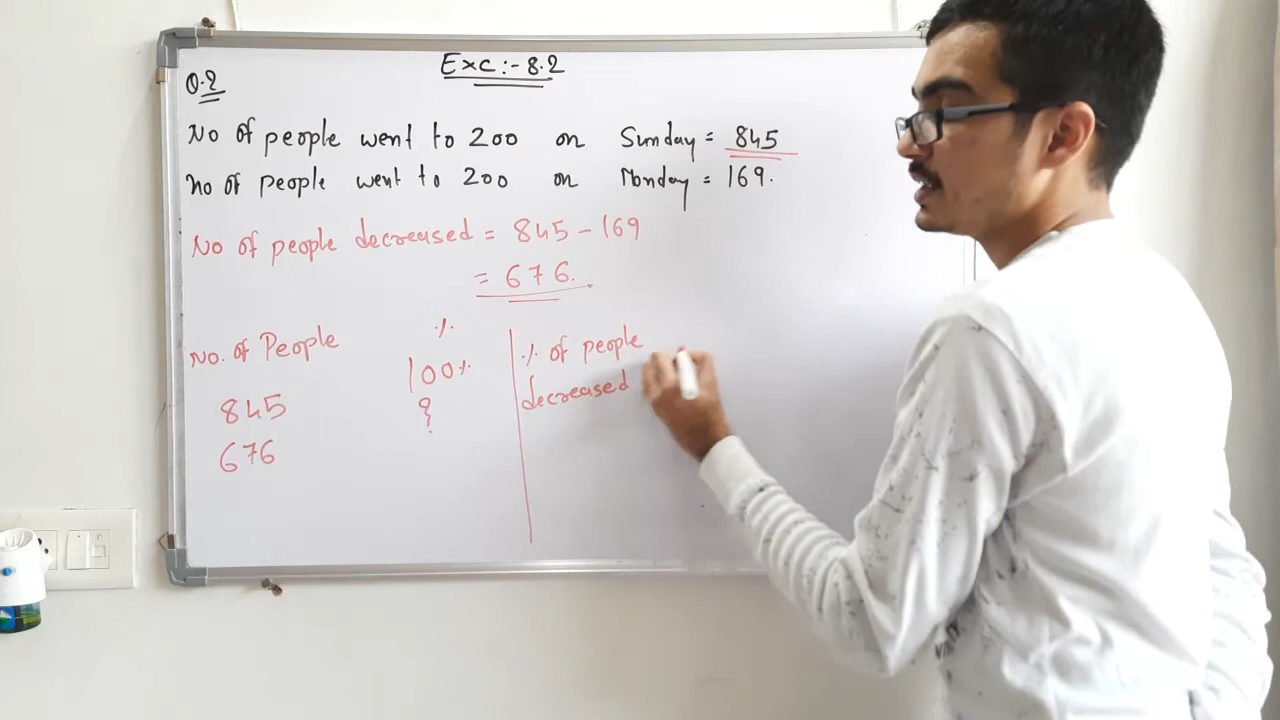 Exc:- 8.2
Q.2
No of people went to zoo on Sunday = 845
No of people went to zoo on Monday = 169.
No of people decreased = 845 - 169
= 676.
No. of People %
845 100%
676 ?
% of people
decreased